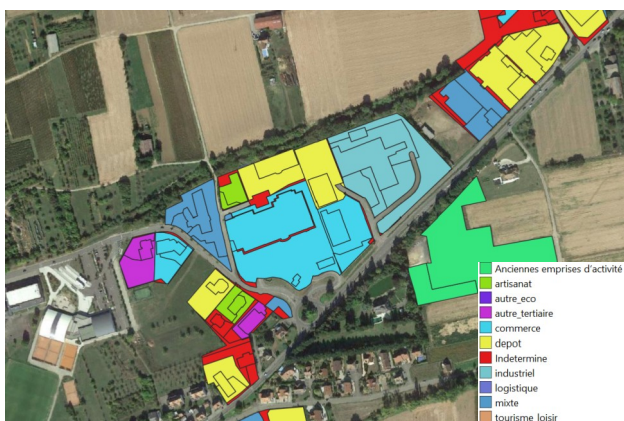 Anciennes emprises d'activité
artisanat
autre_eco
autre_tertiaire
commerce
depot
Indetermine
industriel
logistique
mixte
tourisme_loisir